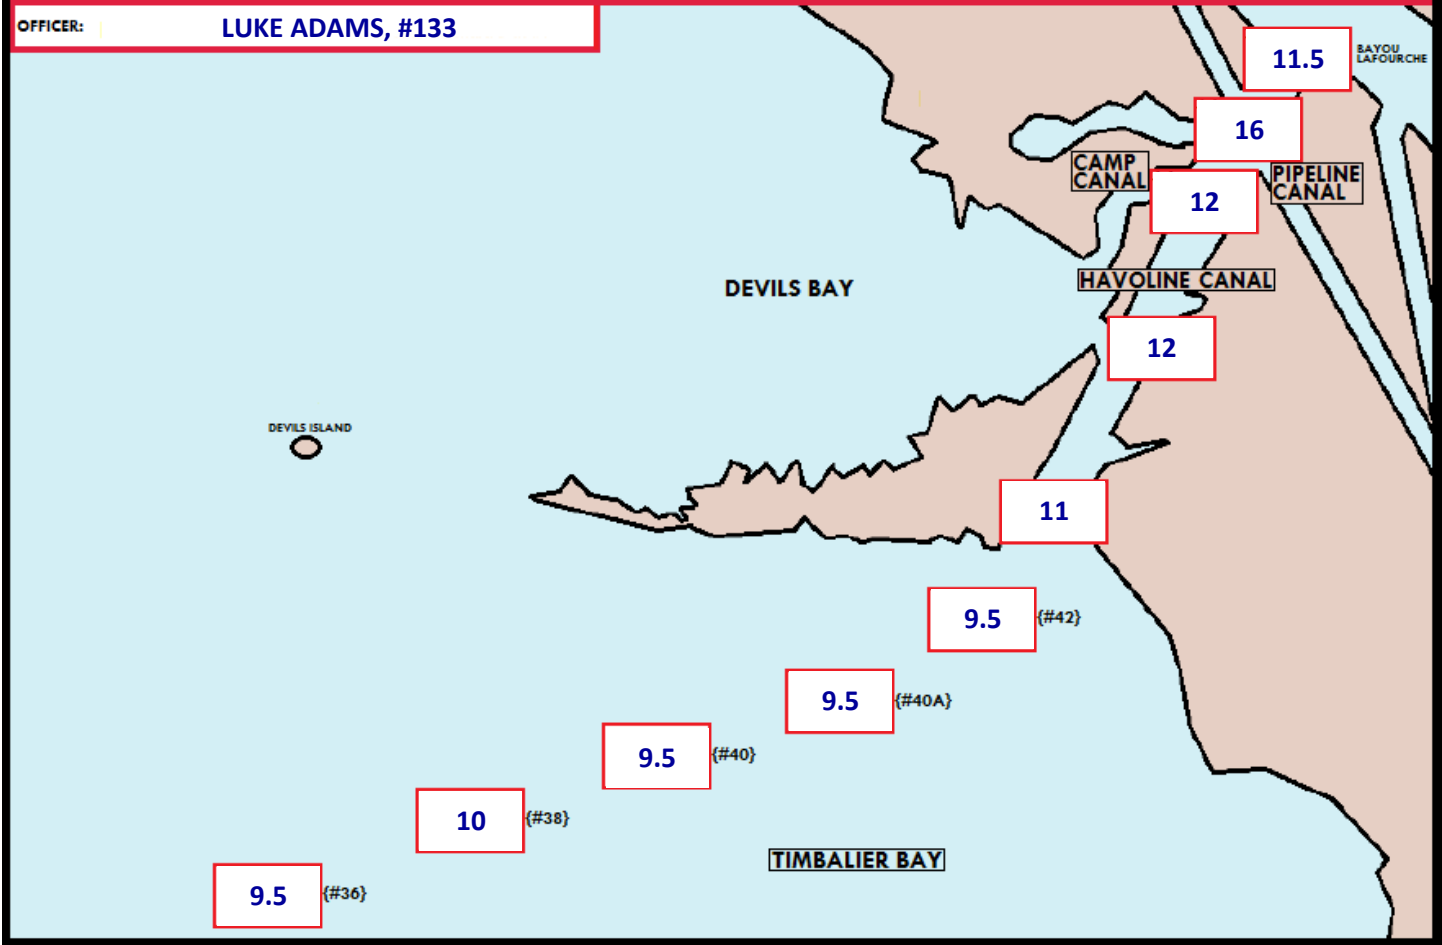 OFFICER: LUKE ADAMS, #133
11.5
BAYOU
LAFOURCHE
16
CAMP
CANAL
PIPELINE
CANAL
12
HAVOLINE CANAL
DEVILS BAY
12
DEVILS ISLAND
11
9.5 {#42}
9.5 {#40A}
9.5 {#40}
10 {#38}
TIMBALIER BAY
9.5 {#36}